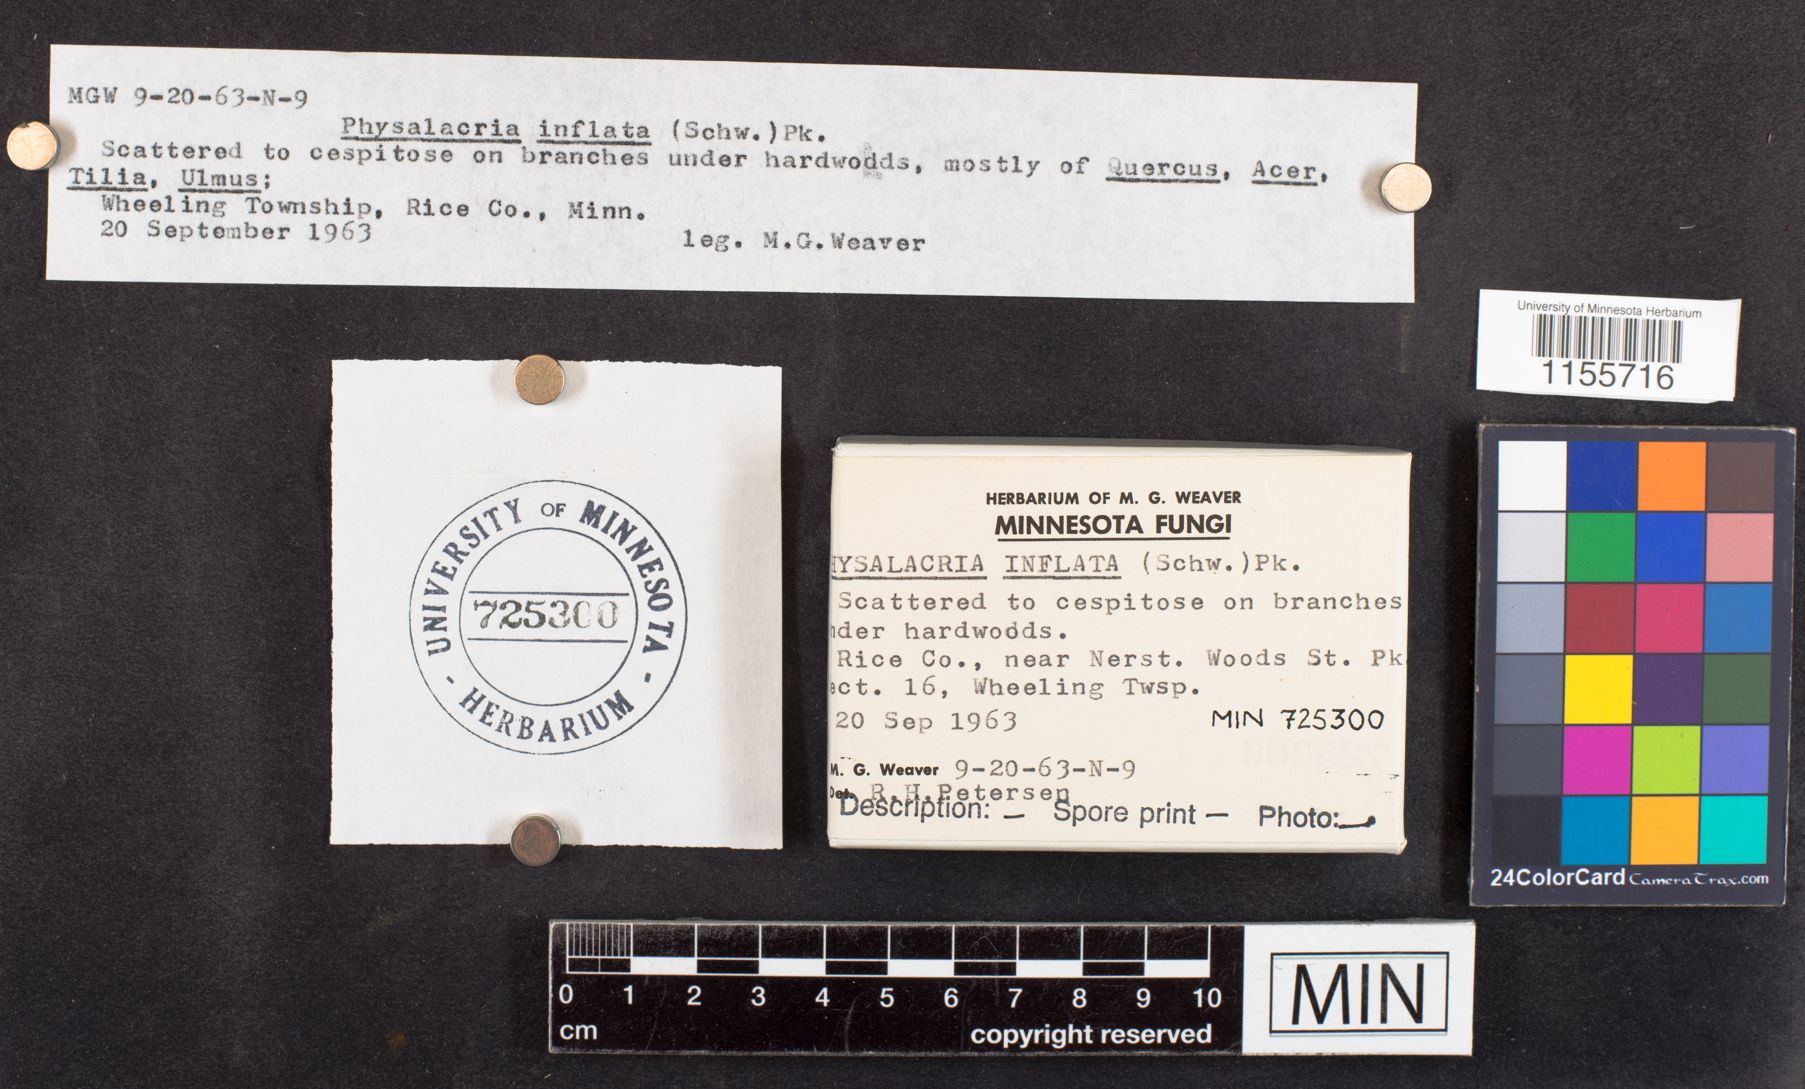 MGW 9-20-63-N-9
Physalacria inflata (Schw.)Pk.
Scattered to cespitose on branches under hardwodds, mostly of Quercus, Acer,
Tilia, Ulmus;
Wheeling Township, Rice Co., Minn.
20 September 1963
leg. M.G.Weaver
University of Minnesota Herbarium
1155716
UNIVERSITY OF MINNESOTA
725300
- HERBARIUM -
HERBARIUM OF M. G. WEAVER
MINNESOTA FUNGI
HYSALACRIA INFLATA (Schw.)Pk.
Scattered to cespitose on branches
nder hardwodds.
Rice Co., near Nerst. Woods St. Pk
ect. 16, Wheeling Twsp.
20 Sep 1963
MIN 725300
M. G. Weaver 9-20-63-N-9
Det. R.H.Petersen
Description: – Spore print – Photo: –
24ColorCard CameraTrax.com
0 1 2 3 4 5 6 7 8 9 10
cm
copyright reserved
MIN